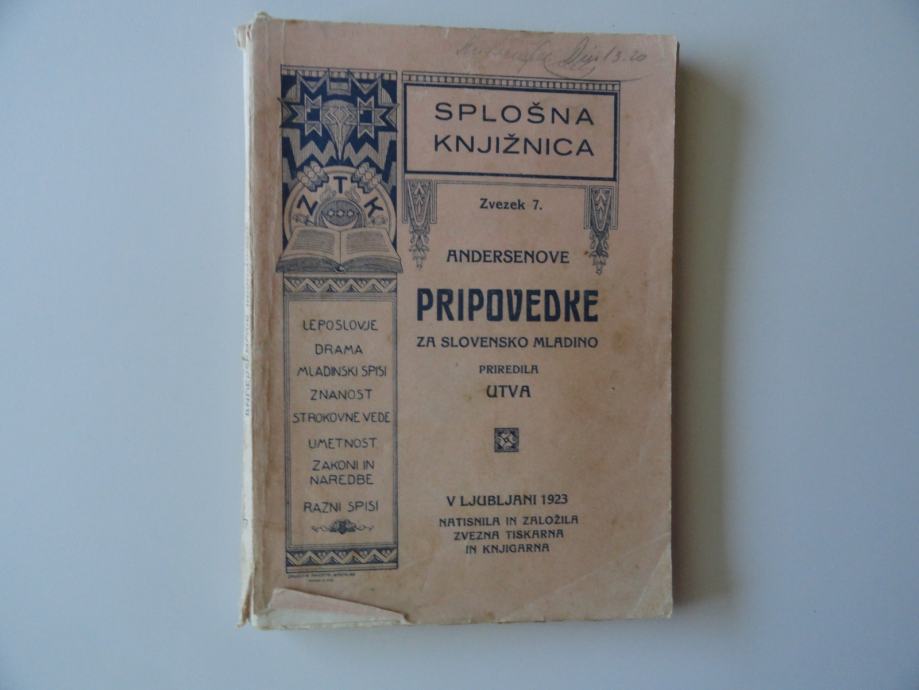 SPLOŠNA
KNJIŽNICA
Zvezek 7.
ANDERSENOVE
PRIPOVEDKE
ZA SLOVENSKO MLADINO
PRIREDILA
UTVA
V LJUBLJANI 1923
NATISNILA IN ZALOŽILA
ZVEZNA TISKARNA
IN KNJIGARNA
ZTK
LEPOSLOVJE
DRAMA
MLADINSKI SPISI
ZNANOST
STROKOVNE VEDE
UMETNOST
ZAKONI IN
NAREDBE
RAZNI SPISI